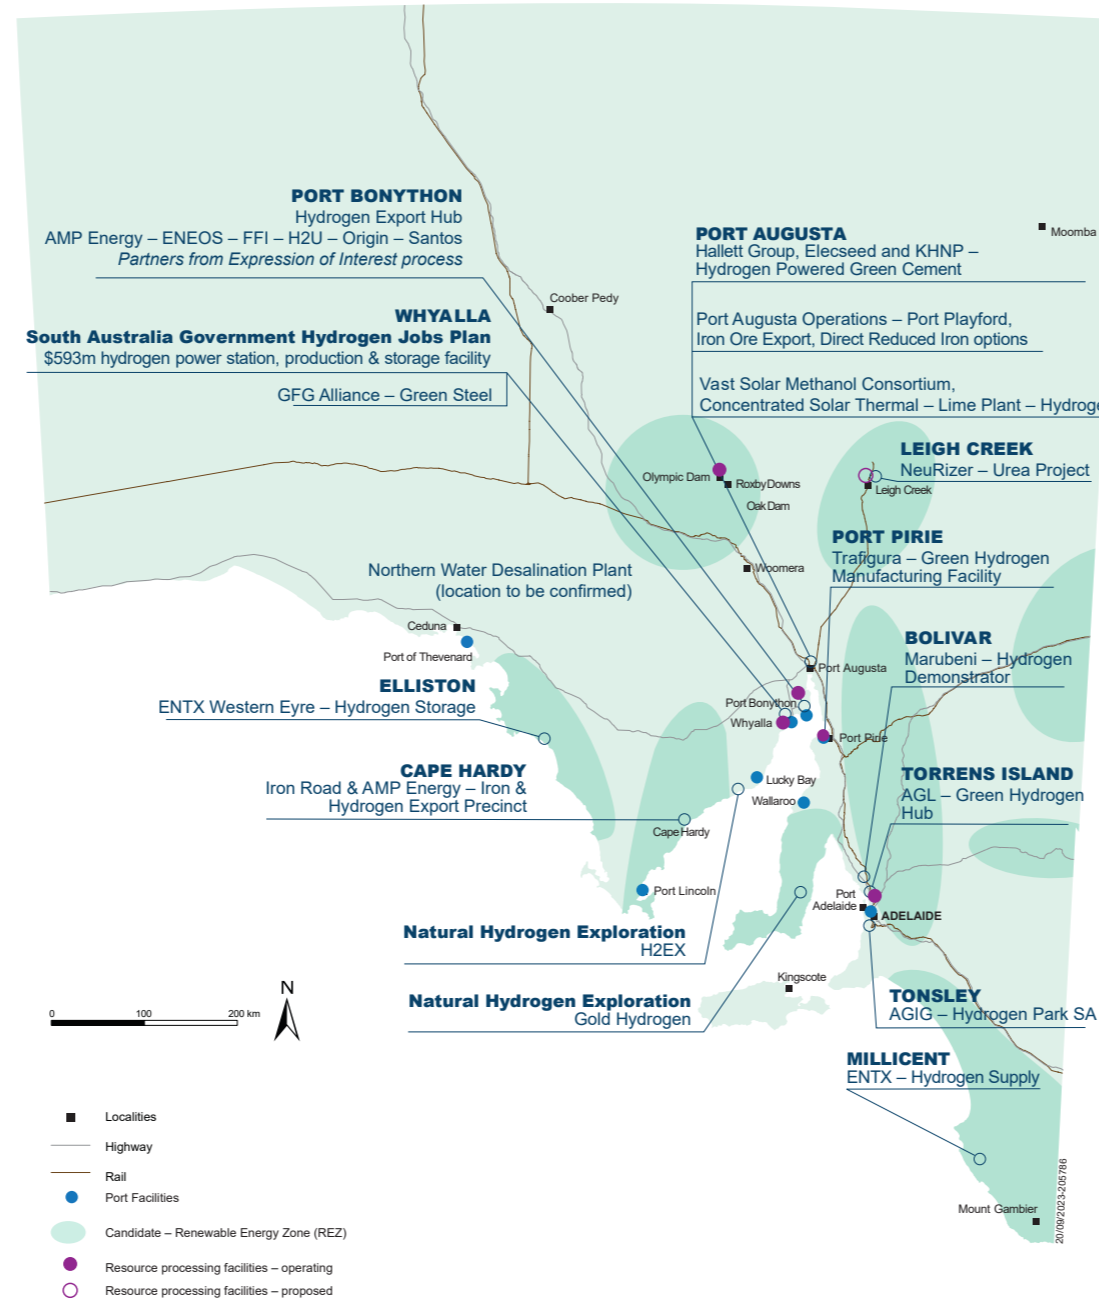 PORT BONYTHON
Hydrogen Export Hub
AMP Energy – ENEOS – FFI – H2U – Origin – Santos
Partners from Expression of Interest process
WHYALLA
South Australia Government Hydrogen Jobs Plan
$593m hydrogen power station, production & storage facility
GFG Alliance – Green Steel
PORT AUGUSTA
Hallett Group, Elecseed and KHNP –
Hydrogen Powered Green Cement
Port Augusta Operations – Port Playford,
Iron Ore Export, Direct Reduced Iron options
Vast Solar Methanol Consortium,
Concentrated Solar Thermal – Lime Plant – Hydroge
Moomba
Coober Pedy
LEIGH CREEK
NeuRizer – Urea Project
Leigh Creek
Olympic Dam
Roxby Downs
Oak Dam
PORT PIRIE
Trafigura – Green Hydrogen
Manufacturing Facility
Woomera
Northern Water Desalination Plant
(location to be confirmed)
Ceduna
Port of Thevenard
BOLIVAR
Marubeni – Hydrogen
Demonstrator
Port Augusta
ELLISTON
ENTX Western Eyre – Hydrogen Storage
Port Bonython
Whyalla
Port Pirie
CAPE HARDY
Iron Road & AMP Energy – Iron &
Hydrogen Export Precinct
Lucky Bay
Wallaroo
TORRENS ISLAND
AGL – Green Hydrogen
Hub
Cape Hardy
Port Lincoln
Port
Adelaide
ADELAIDE
Natural Hydrogen Exploration
H2EX
Kingscote
Natural Hydrogen Exploration
Gold Hydrogen
TONSLEY
AGIG – Hydrogen Park SA
MILLICENT
ENTX – Hydrogen Supply
Mount Gambier
20/09/2023-205786
N
0 100 200 km
Localities
Highway
Rail
Port Facilities
Candidate – Renewable Energy Zone (REZ)
Resource processing facilities – operating
Resource processing facilities – proposed